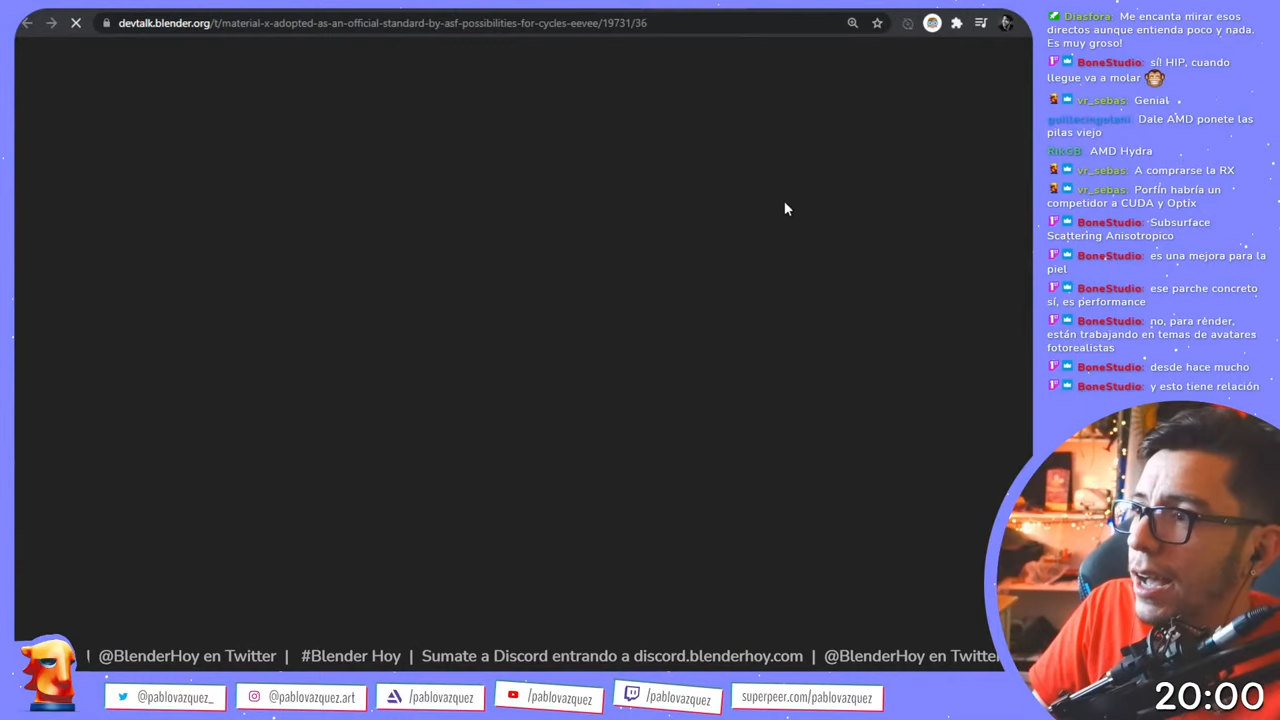 devtalk.blender.org/t/material-x-adopted-as-an-official-standard-by-asf-possibilities-for-cycles-eevee/19731/36
Diasfora: Me encanta mirar esos
directos aunque entienda poco y nada.
Es muy groso!
BoneStudio: sí! HIP, cuando
llegue va a molar
vr_sebas: Genial
guillecingolani: Dale AMD ponete las
pilas viejo
RikGB: AMD Hydra
vr_sebas: A comprarse la RX
vr_sebas: Porfín habría un
competidor a CUDA y Optix
BoneStudio: Subsurface
Scattering Anisotropico
BoneStudio: es una mejora para la
piel
BoneStudio: ese parche concreto
sí, es performance
BoneStudio: no, para rénder,
están trabajando en temas de avatares
fotorealistas
BoneStudio: desde hace mucho
BoneStudio: y esto tiene relación
| @BlenderHoy en Twitter | #Blender Hoy | Sumate a Discord entrando a discord.blenderhoy.com | @BlenderHoy en Twitter
@pablovazquez_
@pablovazquez.art
/pablovazquez
/pablovazquez
/pablovazquez
superpeer.com/pablovazquez
20:00